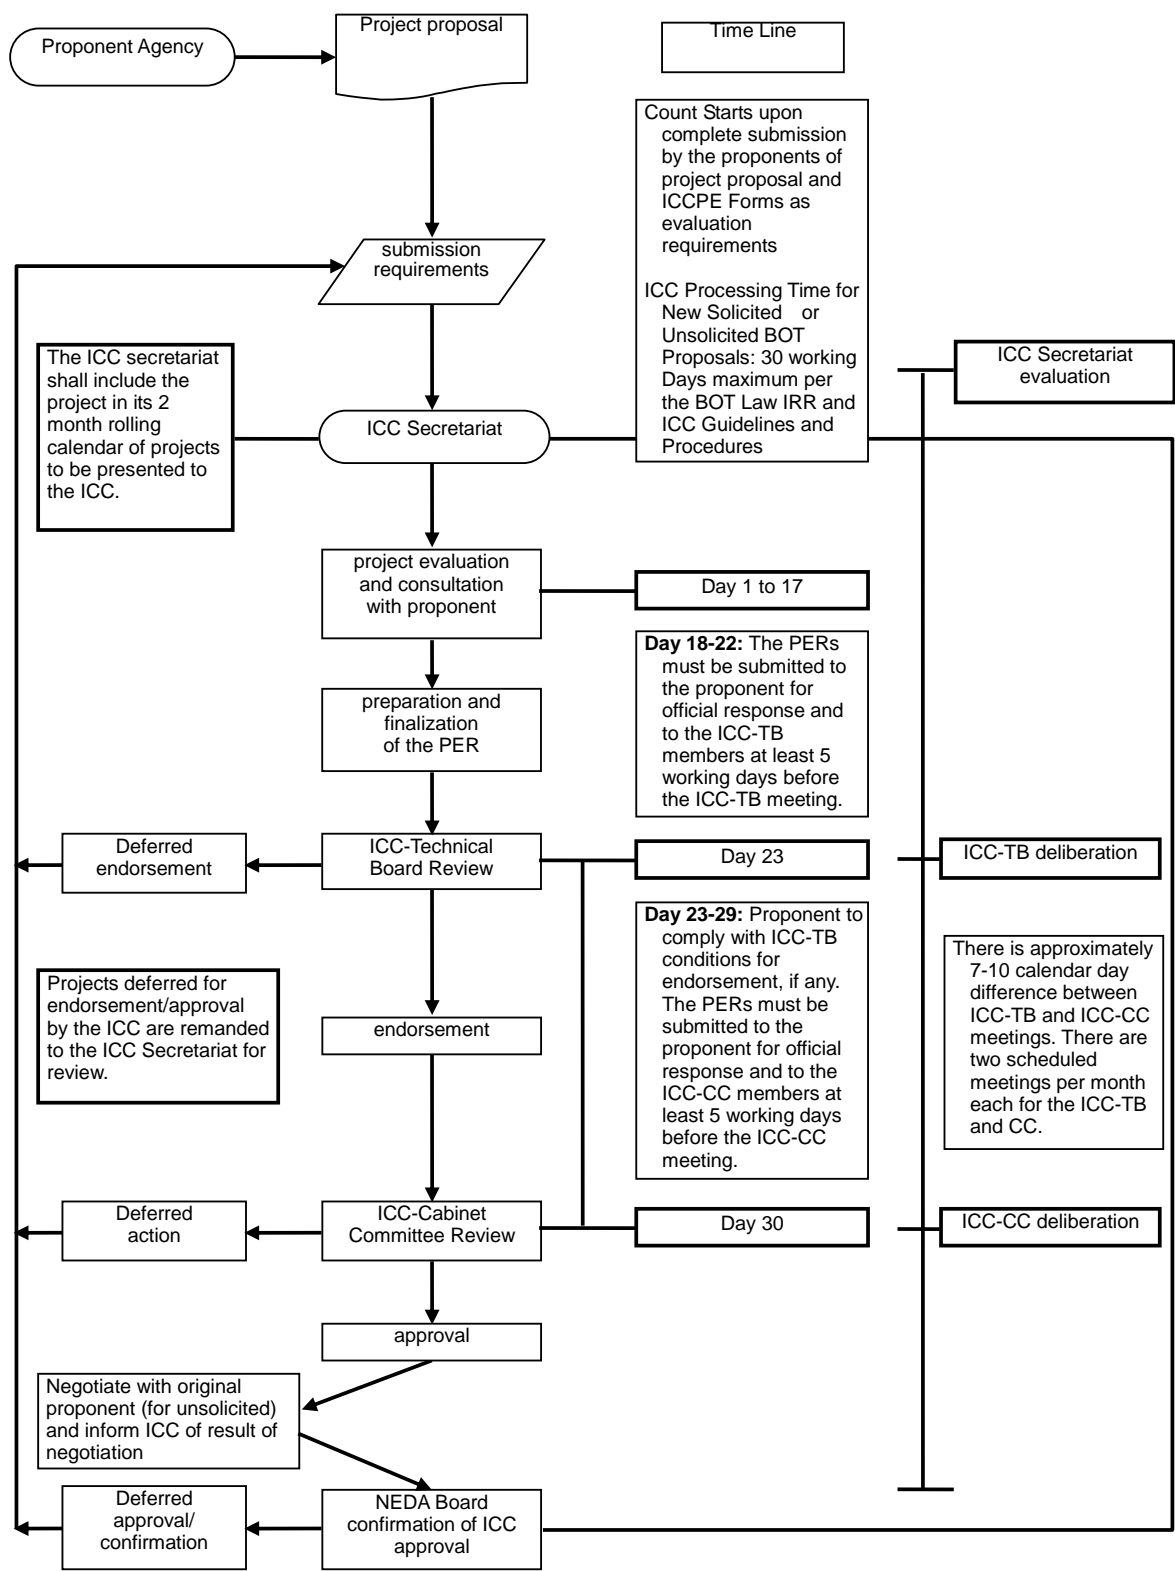 Proponent Agency
Project proposal
Time Line
Count Starts upon
complete submission
by the proponents of
project proposal and
ICCPE Forms as
evaluation
requirements
ICC Processing Time for
New Solicited or
Unsolicited BOT
Proposals: 30 working
Days maximum per
the BOT Law IRR and
ICC Guidelines and
Procedures
submission
requirements
The ICC secretariat
shall include the
project in its 2
month rolling
calendar of projects
to be presented to
the ICC.
ICC Secretariat
ICC Secretariat
evaluation
project evaluation
and consultation
with proponent
Day 1 to 17
preparation and
finalization
of the PER
Day 18-22: The PERs
must be submitted to
the proponent for
official response and
to the ICC-TB
members at least 5
working days before
the ICC-TB meeting.
Deferred
endorsement
ICC-Technical
Board Review
Day 23
ICC-TB deliberation
Projects deferred for
endorsement/approval
by the ICC are remanded
to the ICC Secretariat for
review.
endorsement
Day 23-29: Proponent to
comply with ICC-TB
conditions for
endorsement, if any.
The PERs must be
submitted to the
proponent for official
response and to the
ICC-CC members at
least 5 working days
before the ICC-CC
meeting.
There is approximately
7-10 calendar day
difference between
ICC-TB and ICC-CC
meetings. There are
two scheduled
meetings per month
each for the ICC-TB
and CC.
Deferred
action
ICC-Cabinet
Committee Review
Day 30
ICC-CC deliberation
approval
Negotiate with original
proponent (for unsolicited)
and inform ICC of result of
negotiation
Deferred
approval/
confirmation
NEDA Board
confirmation of ICC
approval